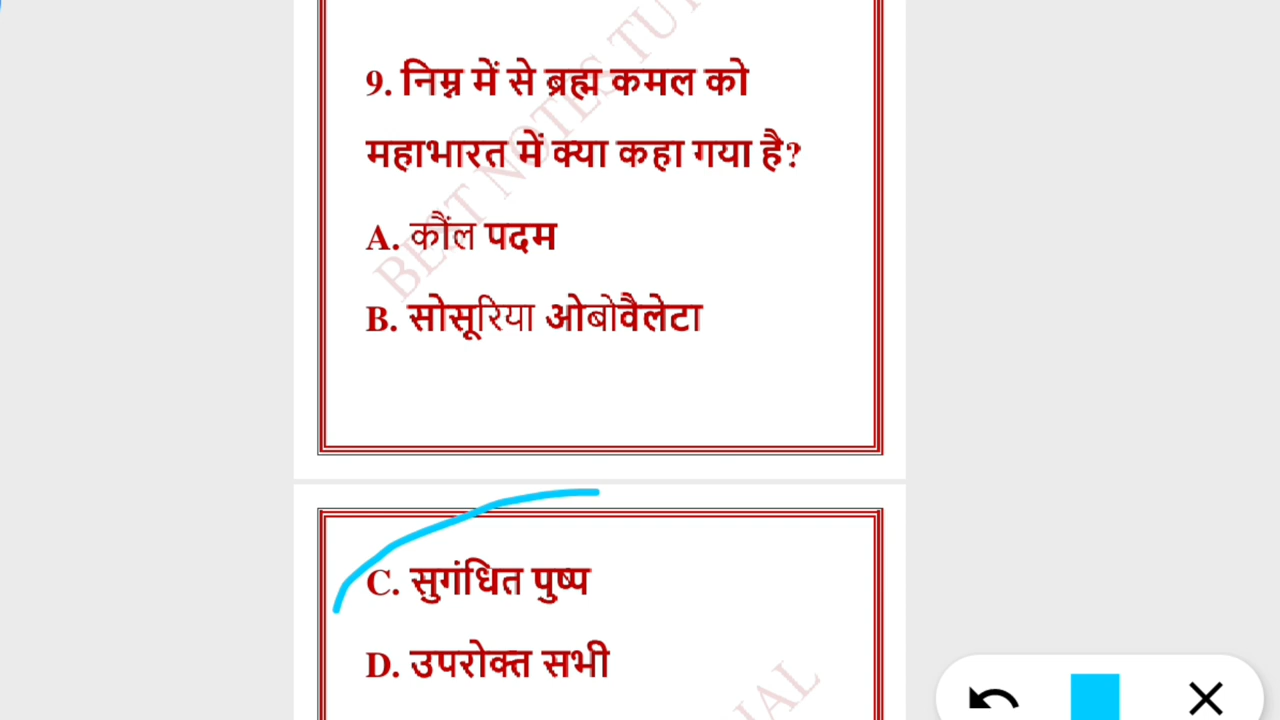 9. निम्न में से ब्रह्म कमल को
महाभारत में क्या कहा गया है?
A. कौंल पदम
B. सोसूरिया ओबोवैलेटा
C. सुगंधित पुष्प
D. उपरोक्त सभी